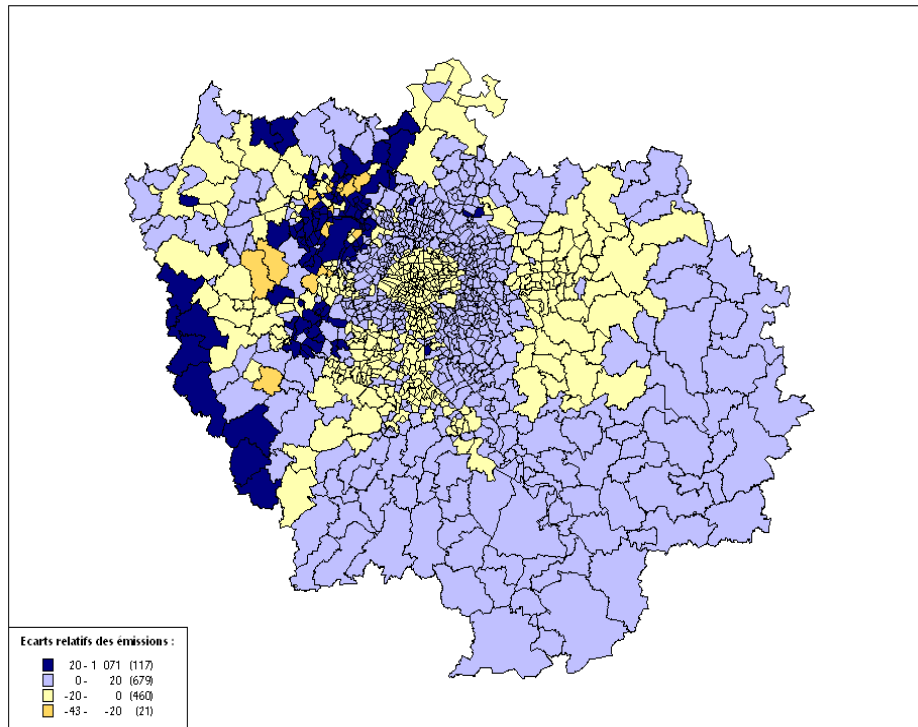 Ecarts relatifs des émissions :
20 - 1 071 (117)
0 - 20 (679)
-20 - 0 (460)
-43 - -20 (21)